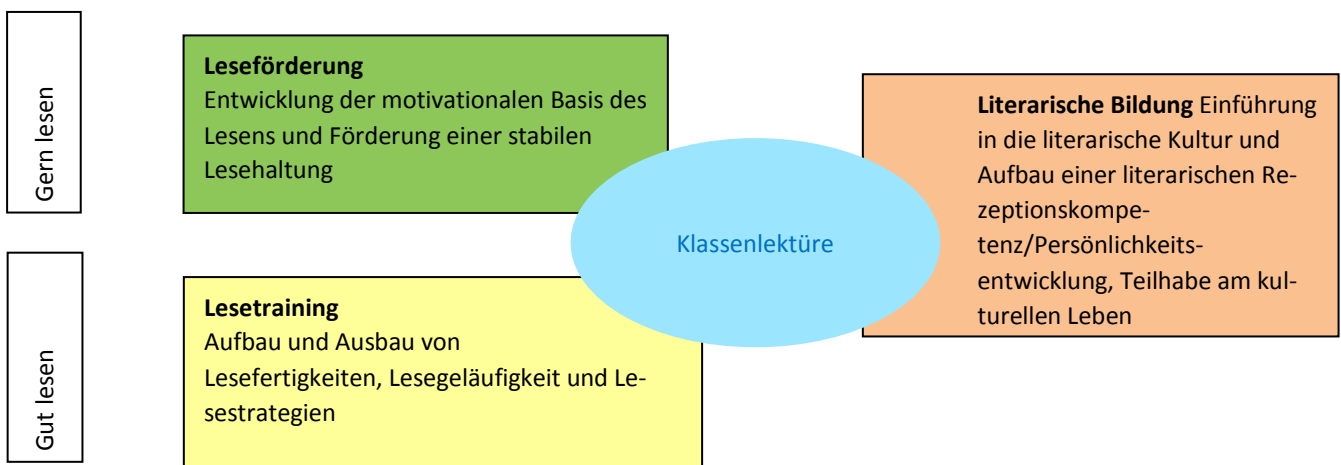 Gern lesen
Leseförderung
Entwicklung der motivationalen Basis des
Lesens und Förderung einer stabilen
Lesehaltung
Literarische Bildung Einführung
in die literarische Kultur und
Aufbau einer literarischen Re-
zeptionskompe-
tenz/Persönlichkeits-
entwicklung, Teilhabe am kul-
turellen Leben
Klassenlektüre
Gut lesen
Lesetraining
Aufbau und Ausbau von
Lesefertigkeiten, Lesegeläufigkeit und Le-
sestrategien